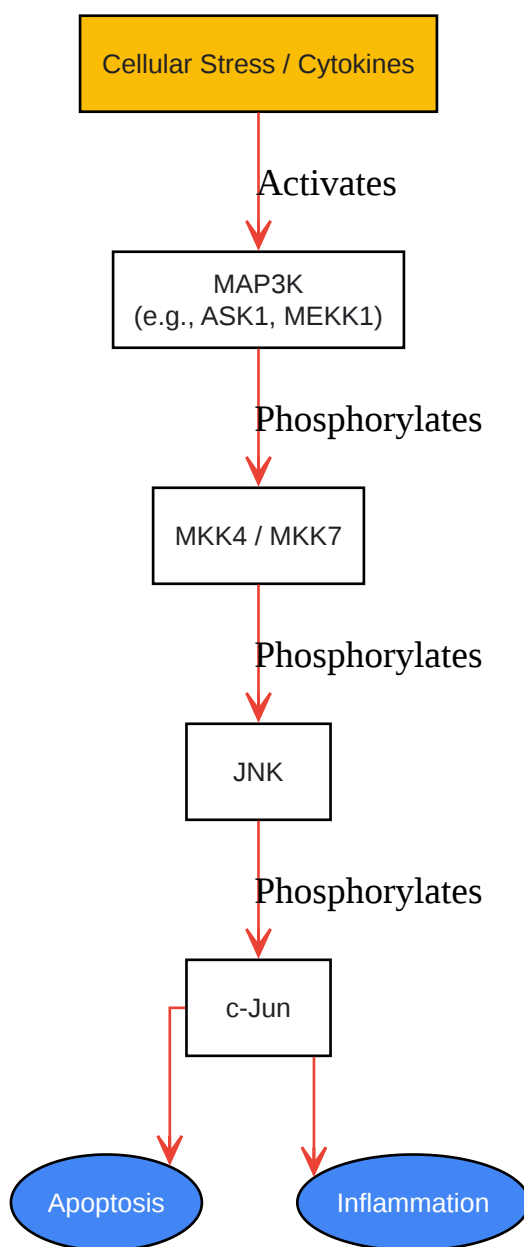 Cellular Stress / Cytokines
Activates
MAP3K
(e.g., ASK1, MEKK1)
Phosphorylates
MKK4 / MKK7
Phosphorylates
JNK
Phosphorylates
c-Jun
Apoptosis
Inflammation